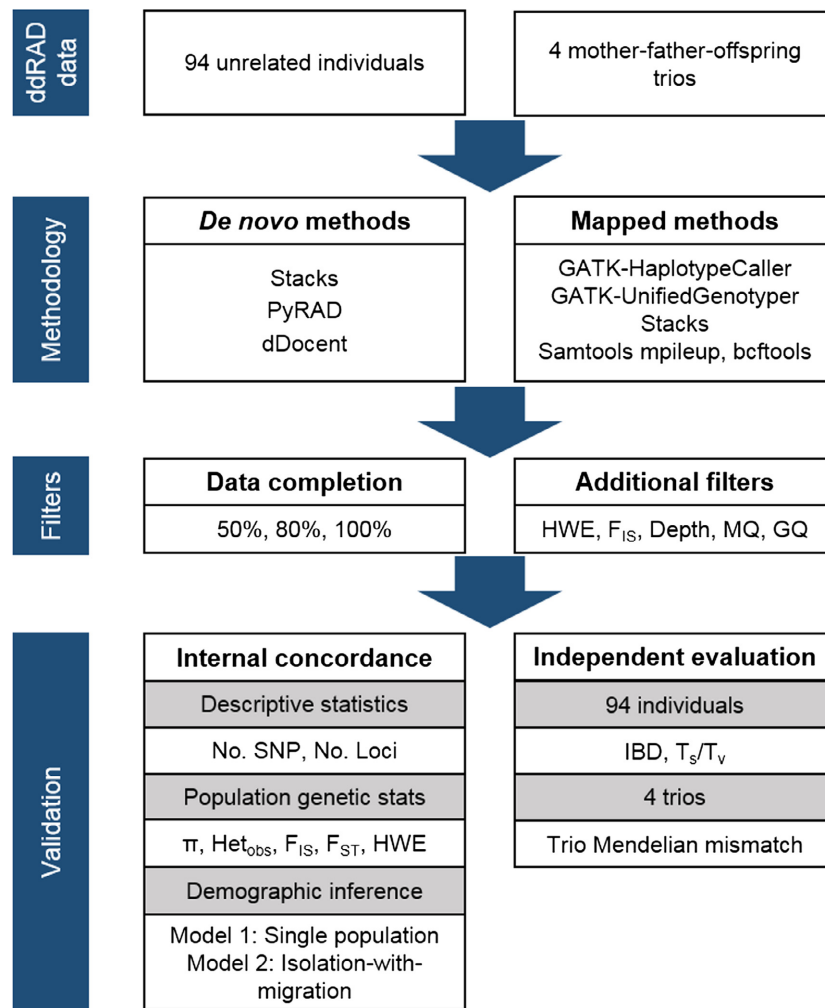 ddRAD
data
94 unrelated individuals
4 mother-father-offspring
trios
Methodology
De novo methods
Stacks
PyRAD
dDocent
Mapped methods
GATK-HaplotypeCaller
GATK-UnifiedGenotyper
Stacks
Samtools mpileup, bcftools
Filters
Data completion
50%, 80%, 100%
Additional filters
HWE, FIS, Depth, MQ, GQ
Validation
Internal concordance
Descriptive statistics
No. SNP, No. Loci
Population genetic stats
π, Hetobs, FIS, FST, HWE
Demographic inference
Model 1: Single population
Model 2: Isolation-with-
migration
Independent evaluation
94 individuals
IBD, Ts/Tv
4 trios
Trio Mendelian mismatch